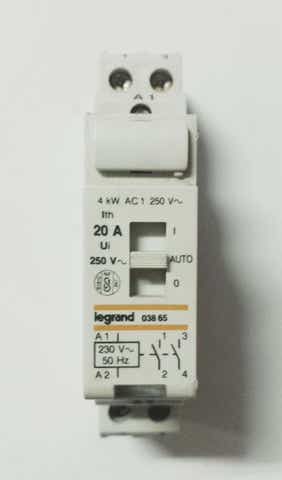 A 1
4 kW AC 1 250 V~
Ith
20 A I
Ui
250 V~ AUTO
0
legrand 038 65
A 1 1 3
230 V~
50 Hz
A 2 2 4